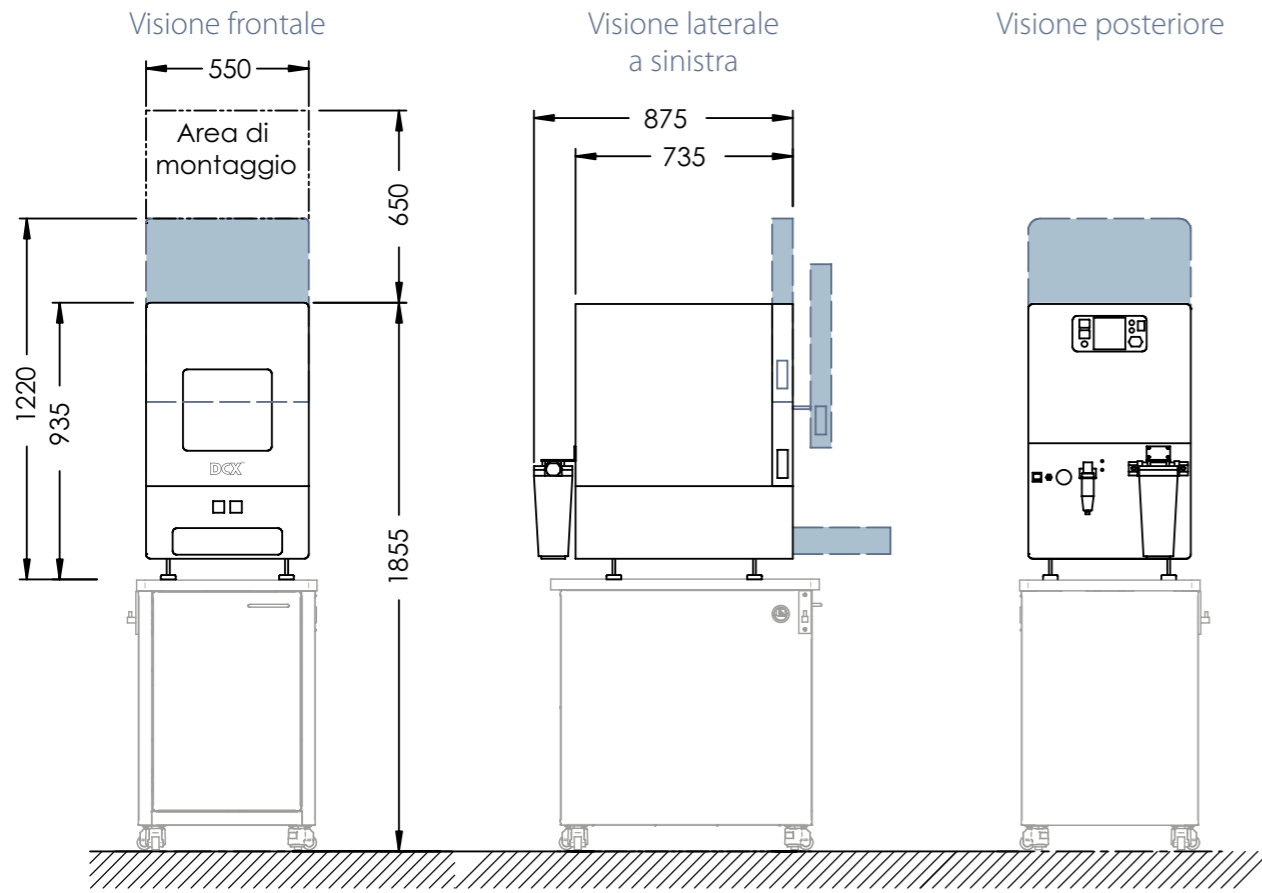 Visione frontale
Visione laterale
a sinistra
Visione posteriore
550
Area di
montaggio
650
1220
935
1855
875
735
DCX